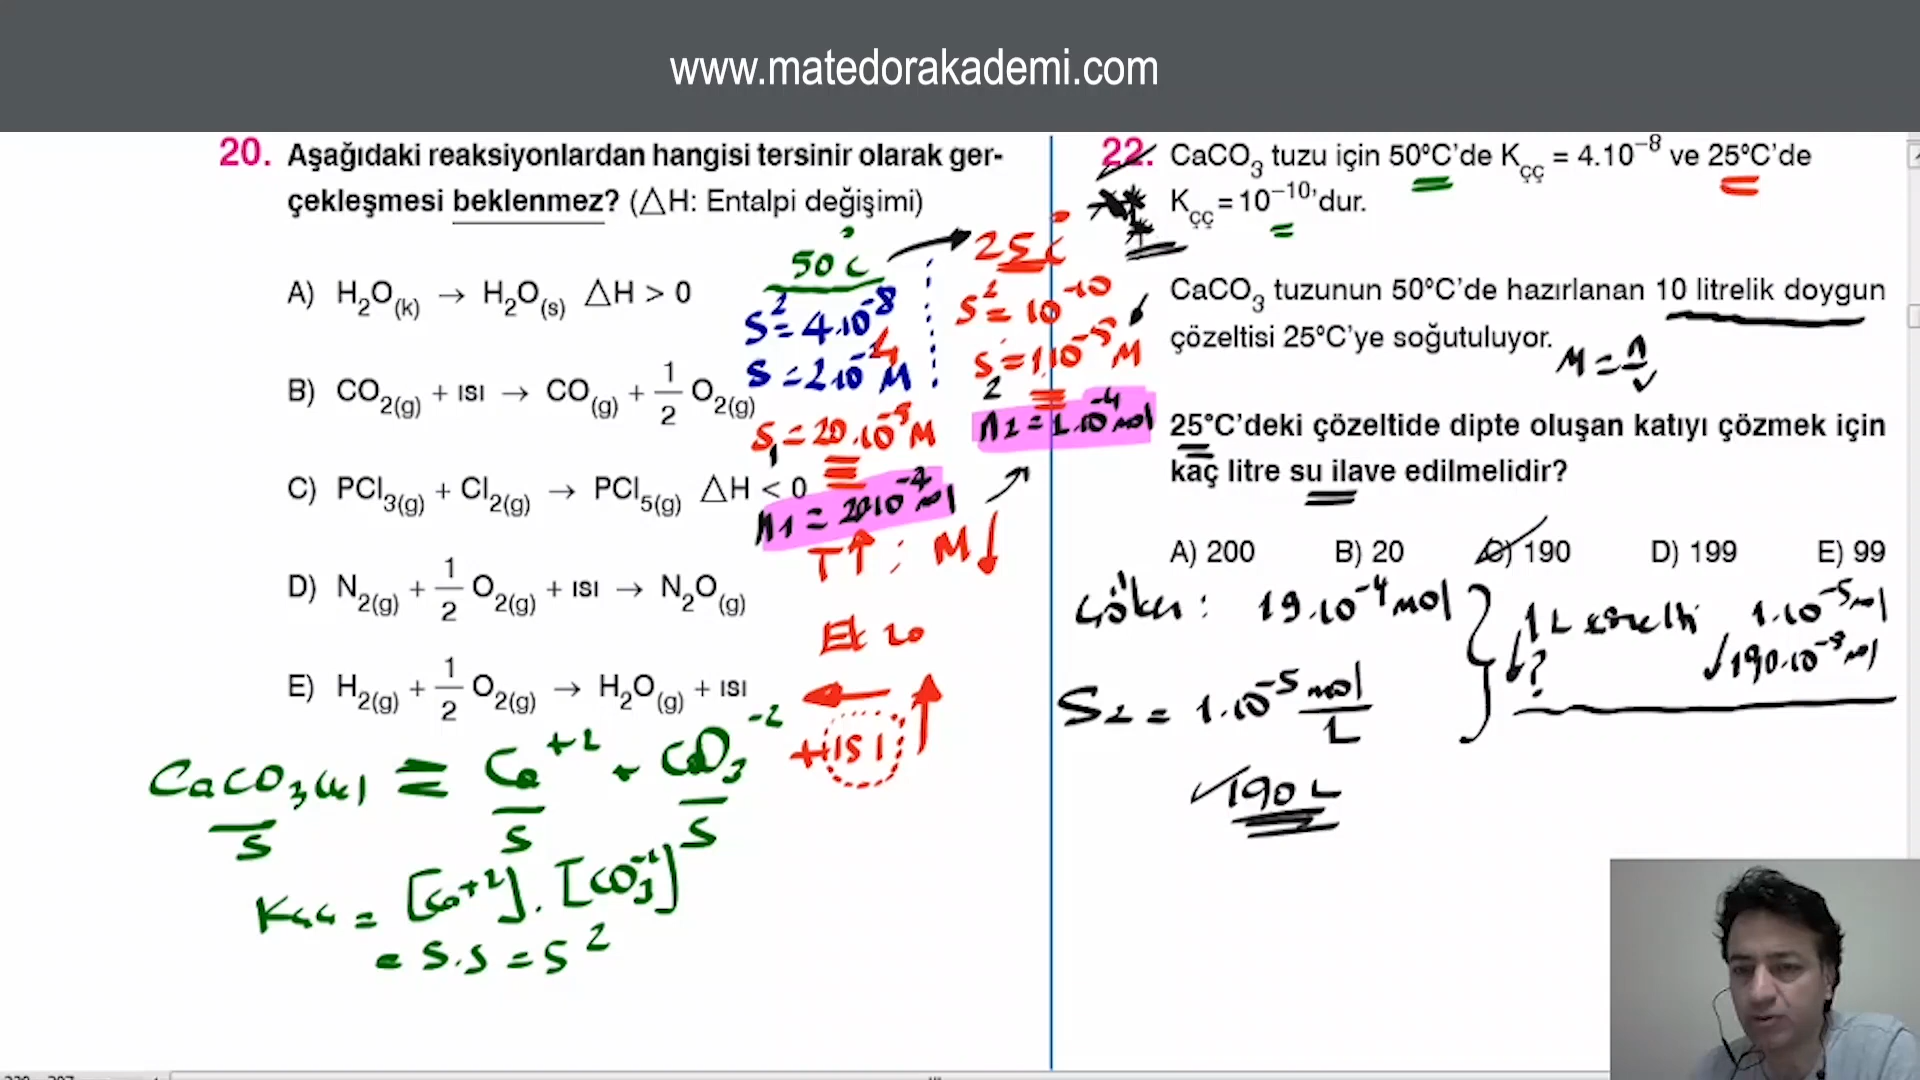 www.matedorakademi.com
20. Aşağıdaki reaksiyonlardan hangisi tersinir olarak ger-
çekleşmesi beklenmez? (△H: Entalpi değişimi)
A) H₂O(k) → H₂O(s) △H > 0
B) CO₂(g) + ısı → CO(g) + 1/2 O₂(g)
C) PCl₃(g) + Cl₂(g) → PCl₅(g) △H < 0
D) N₂(g) + 1/2 O₂(g) + ısı → N₂O(g)
E) H₂(g) + 1/2 O₂(g) → H₂O(g) + ısı
50°C
S² = 4.10⁻⁸
S = 2.10⁻⁴ M
S₁ = 20.10⁻⁵ M
n₁ = 20.10⁻⁴ mol
T↑ : M↓
25°C
S² = 10⁻¹⁰
S₂ = 1.10⁻⁵ M
n₂ = 1.10⁻⁴ mol
+ısı
CaCO₃(k) ⇌ Ca⁺² + CO₃⁻²
S S S
Kçç = [Ca⁺²].[CO₃⁻²]
= S.S = S²
22. CaCO₃ tuzu için 50°C'de Kçç = 4.10⁻⁸ ve 25°C'de
Kçç = 10⁻¹⁰'dur.
CaCO₃ tuzunun 50°C'de hazırlanan 10 litrelik doygun
çözeltisi 25°C'ye soğutuluyor.
M = n/v
25°C'deki çözeltide dipte oluşan katıyı çözmek için
kaç litre su ilave edilmelidir?
A) 200 B) 20 C) 190 D) 199 E) 99
Çöken : 19.10⁻⁴ mol
S₂ = 1.10⁻⁵ mol/L
190 L
1 L 1.10⁻⁵ mol
? 190.10⁻⁵ mol